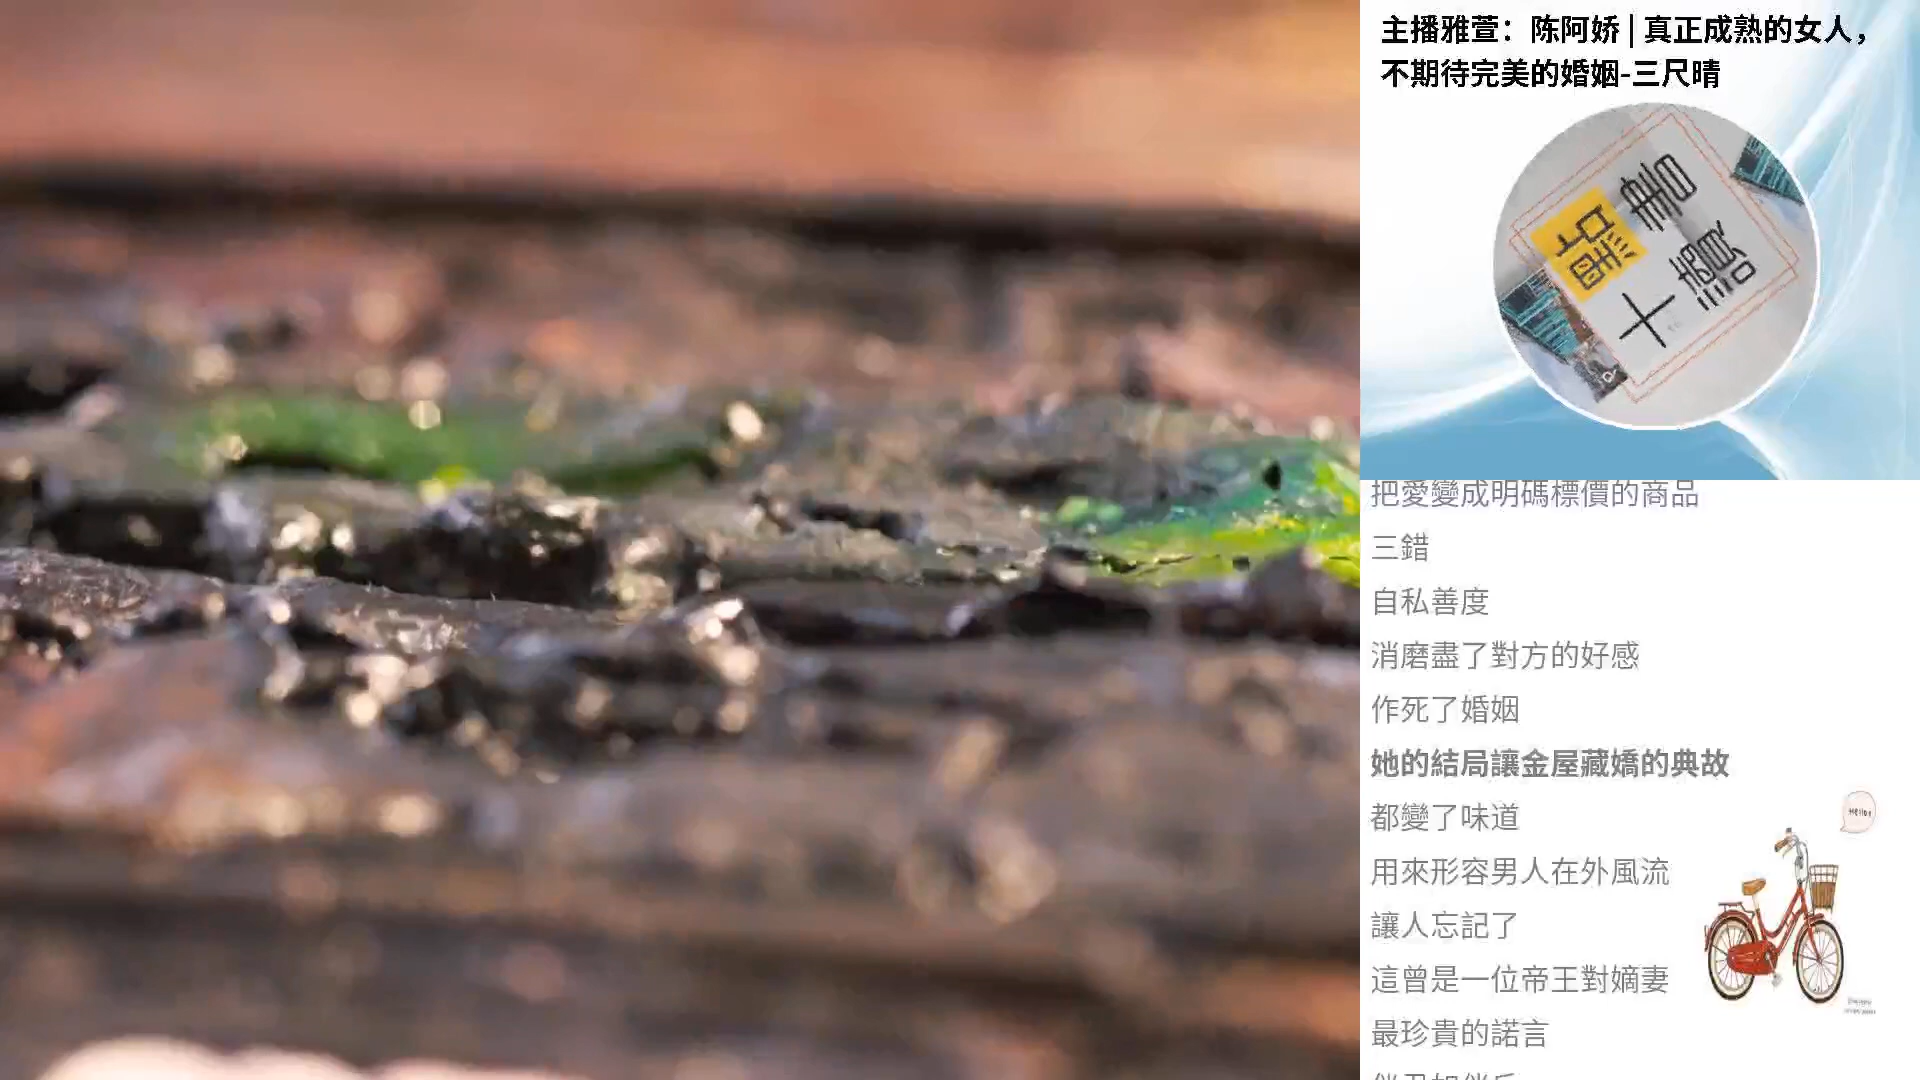 主播雅萱：陈阿娇 | 真正成熟的女人，
不期待完美的婚姻-三尺晴
把愛變成明碼標價的商品
三錯
自私善度
消磨盡了對方的好感
作死了婚姻
她的結局讓金屋藏嬌的典故
都變了味道
用來形容男人在外風流
讓人忘記了
這曾是一位帝王對嫡妻
最珍貴的諾言
Hello!